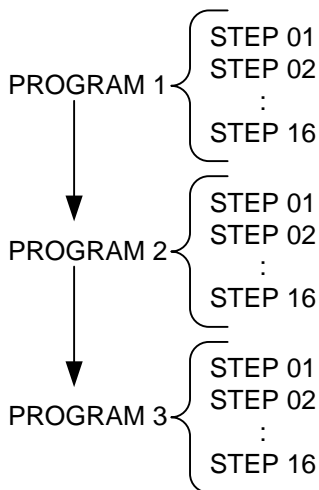 PROGRAM 1
STEP 01
STEP 02
:
STEP 16
PROGRAM 2
STEP 01
STEP 02
:
STEP 16
PROGRAM 3
STEP 01
STEP 02
:
STEP 16